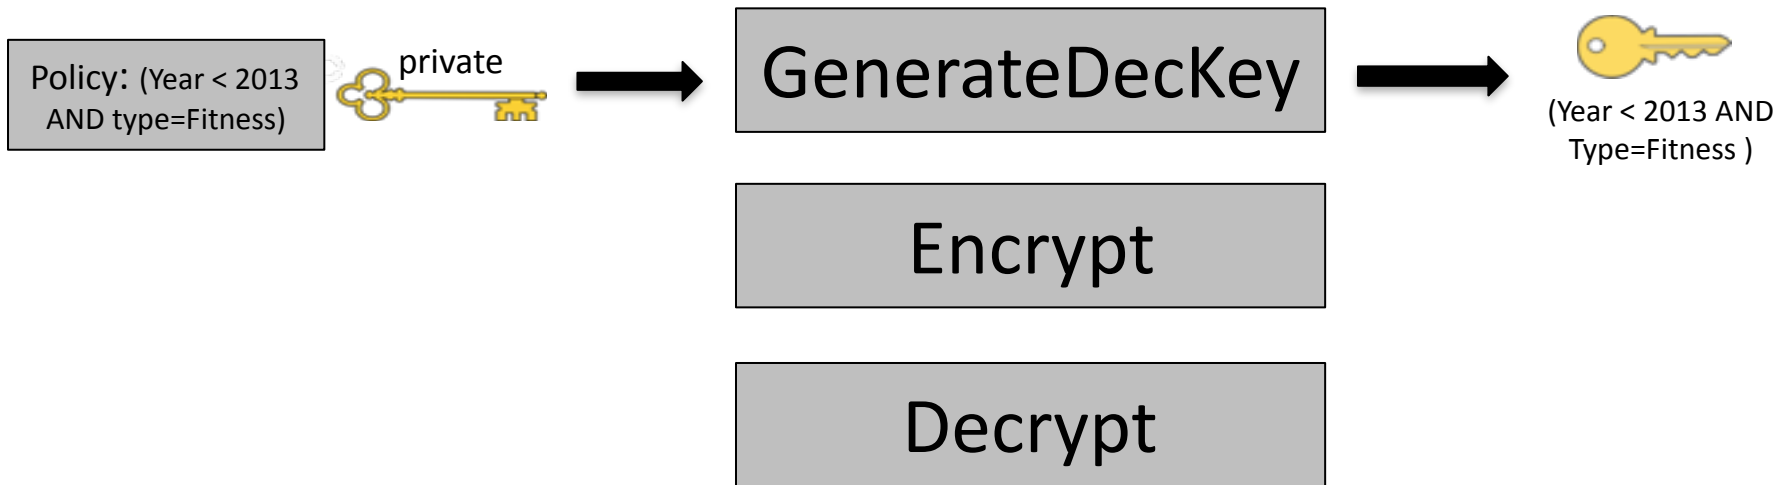 Policy: (Year < 2013
AND type=Fitness)
private
GenerateDecKey
(Year < 2013 AND
Type=Fitness )
Encrypt
Decrypt